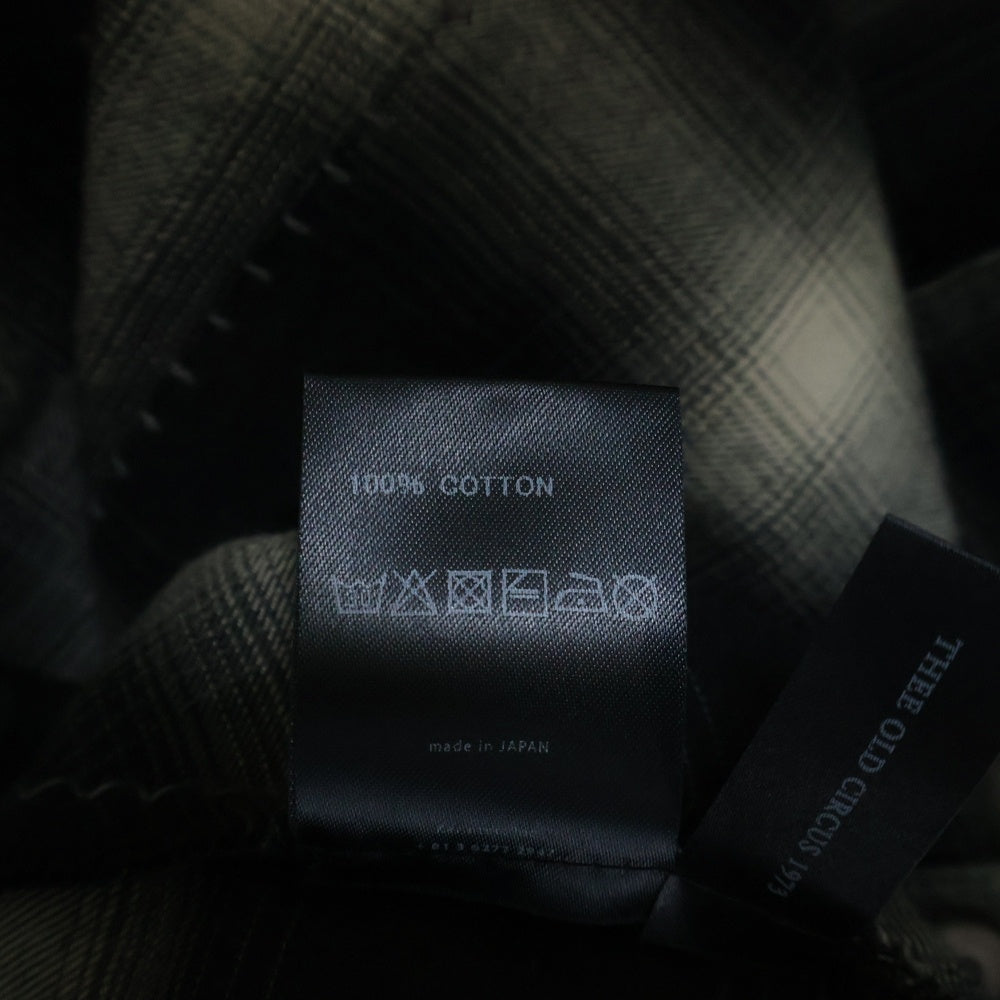 100% COTTON
made in JAPAN
THEE OLD CIRCUS 1973